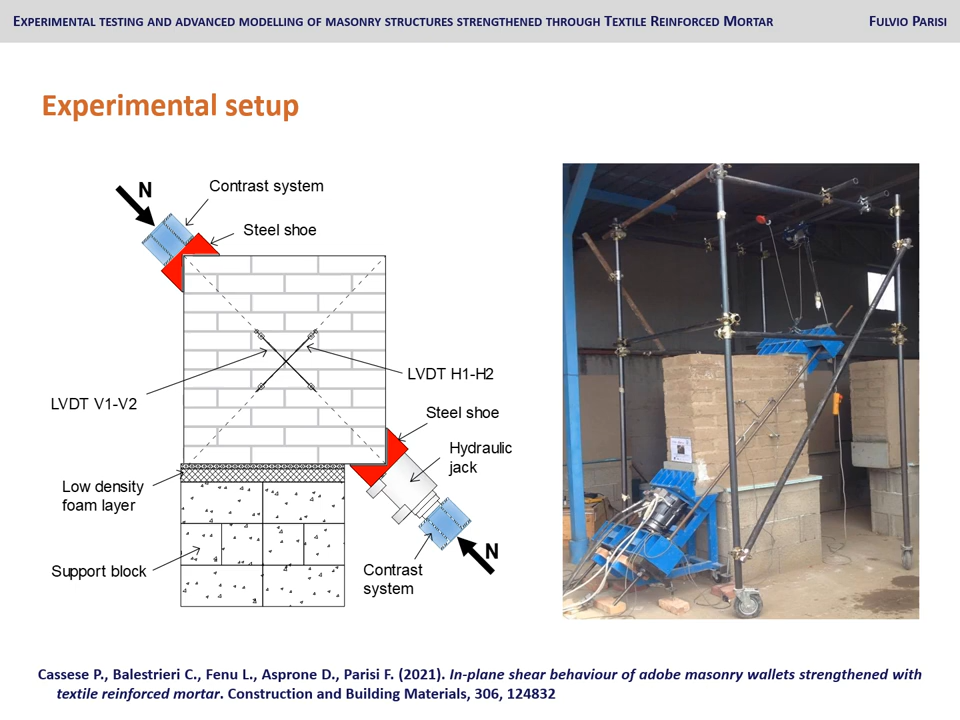 Experimental testing and advanced modelling of masonry structures strengthened through Textile Reinforced Mortar Fulvio Parisi
Experimental setup
N
Contrast system
Steel shoe
LVDT H1-H2
LVDT V1-V2
Steel shoe
Hydraulic
jack
Low density
foam layer
N
Support block
Contrast
system
Cassese P., Balestrieri C., Fenu L., Asprone D., Parisi F. (2021). In-plane shear behaviour of adobe masonry wallets strengthened with
textile reinforced mortar. Construction and Building Materials, 306, 124832